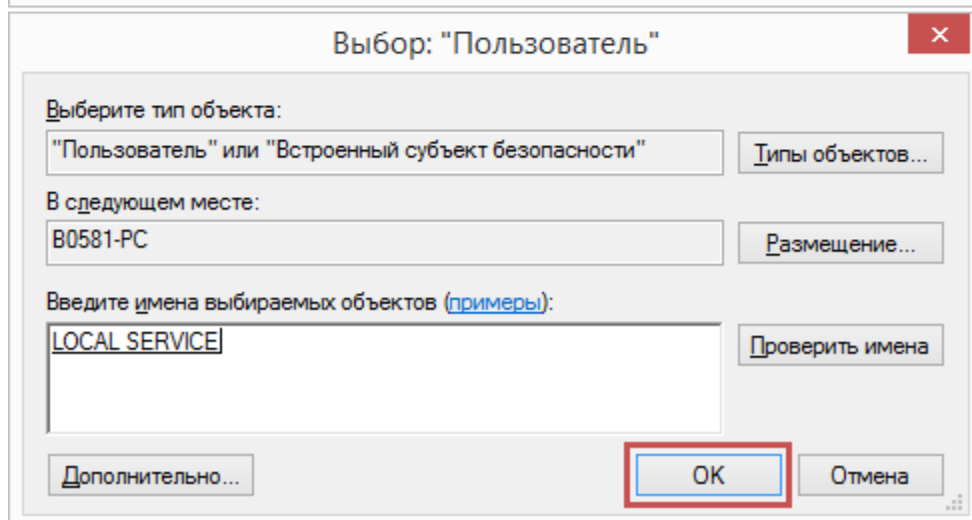 Выбор: "Пользователь"
Выберите тип объекта:
"Пользователь" или "Встроенный субъект безопасности"
Типы объектов...
В следующем месте:
B0581-PC
Размещение...
Введите имена выбираемых объектов (примеры):
LOCAL SERVICE
Проверить имена
Дополнительно...
OK
Отмена